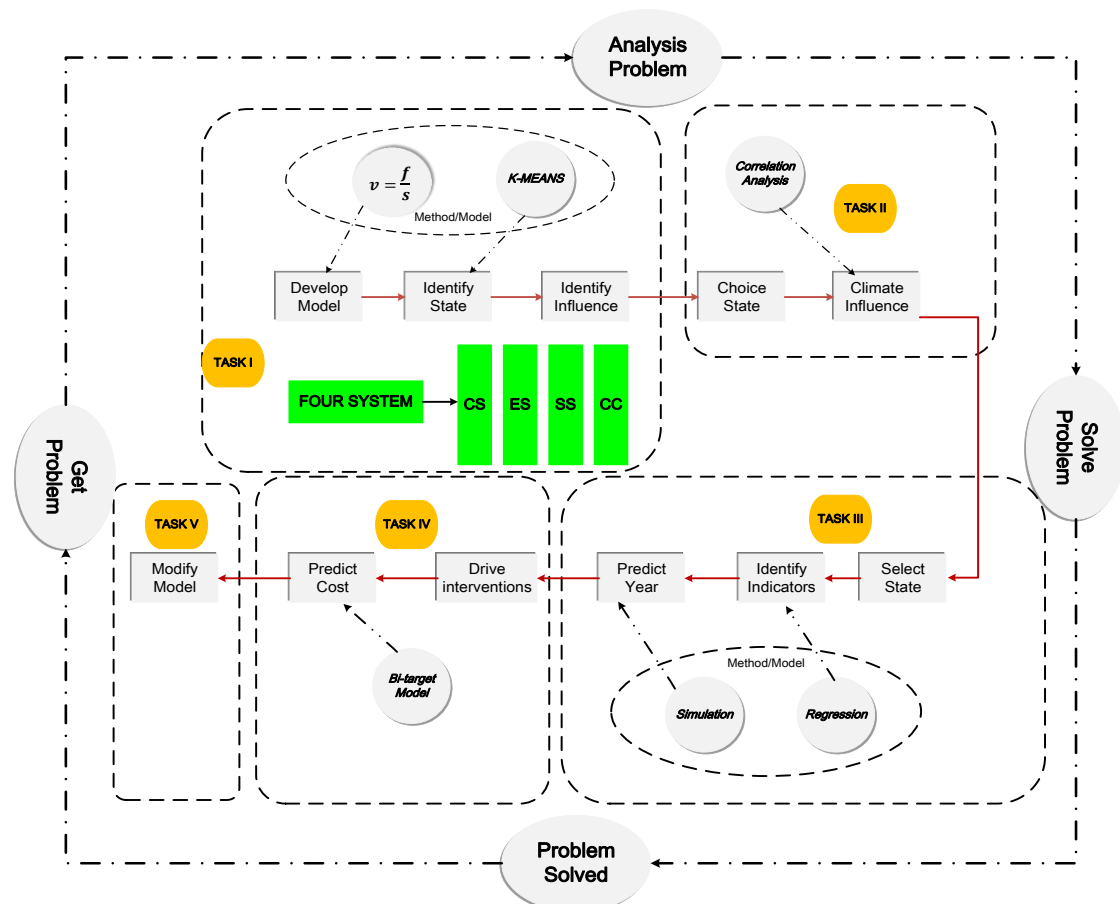 Analysis
Problem
v = f/s
K-MEANS
Method/Model
Correlation
Analysis
TASK II
Develop
Model
Identify
State
Identify
Influence
Choice
State
Climate
Influence
TASK I
FOUR SYSTEM
CS
ES
SS
CC
Get
Problem
Solve
Problem
TASK V
TASK IV
TASK III
Modify
Model
Predict
Cost
Drive
interventions
Predict
Year
Identify
Indicators
Select
State
Bi-target
Model
Method/Model
Simulation
Regression
Problem
Solved